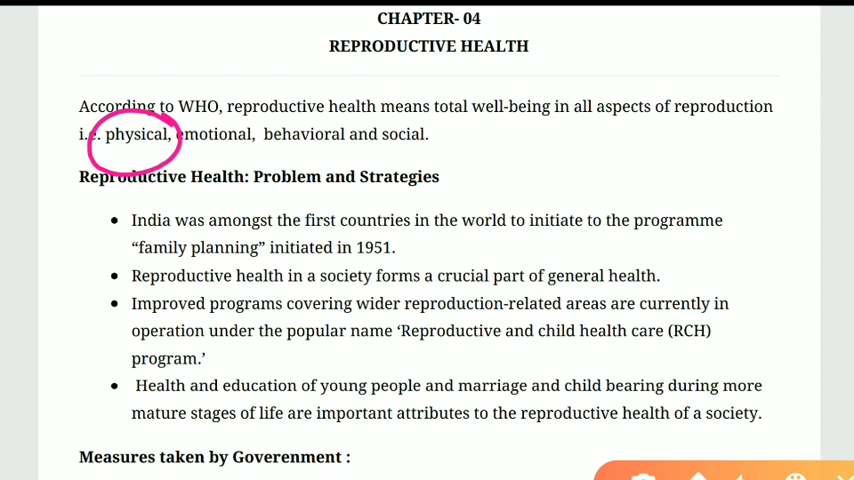 CHAPTER- 04
REPRODUCTIVE HEALTH
According to WHO, reproductive health means total well-being in all aspects of reproduction
i.e. physical, emotional, behavioral and social.
Reproductive Health: Problem and Strategies
• India was amongst the first countries in the world to initiate to the programme
“family planning” initiated in 1951.
• Reproductive health in a society forms a crucial part of general health.
• Improved programs covering wider reproduction-related areas are currently in
operation under the popular name ‘Reproductive and child health care (RCH)
program.’
• Health and education of young people and marriage and child bearing during more
mature stages of life are important attributes to the reproductive health of a society.
Measures taken by Goverenment :